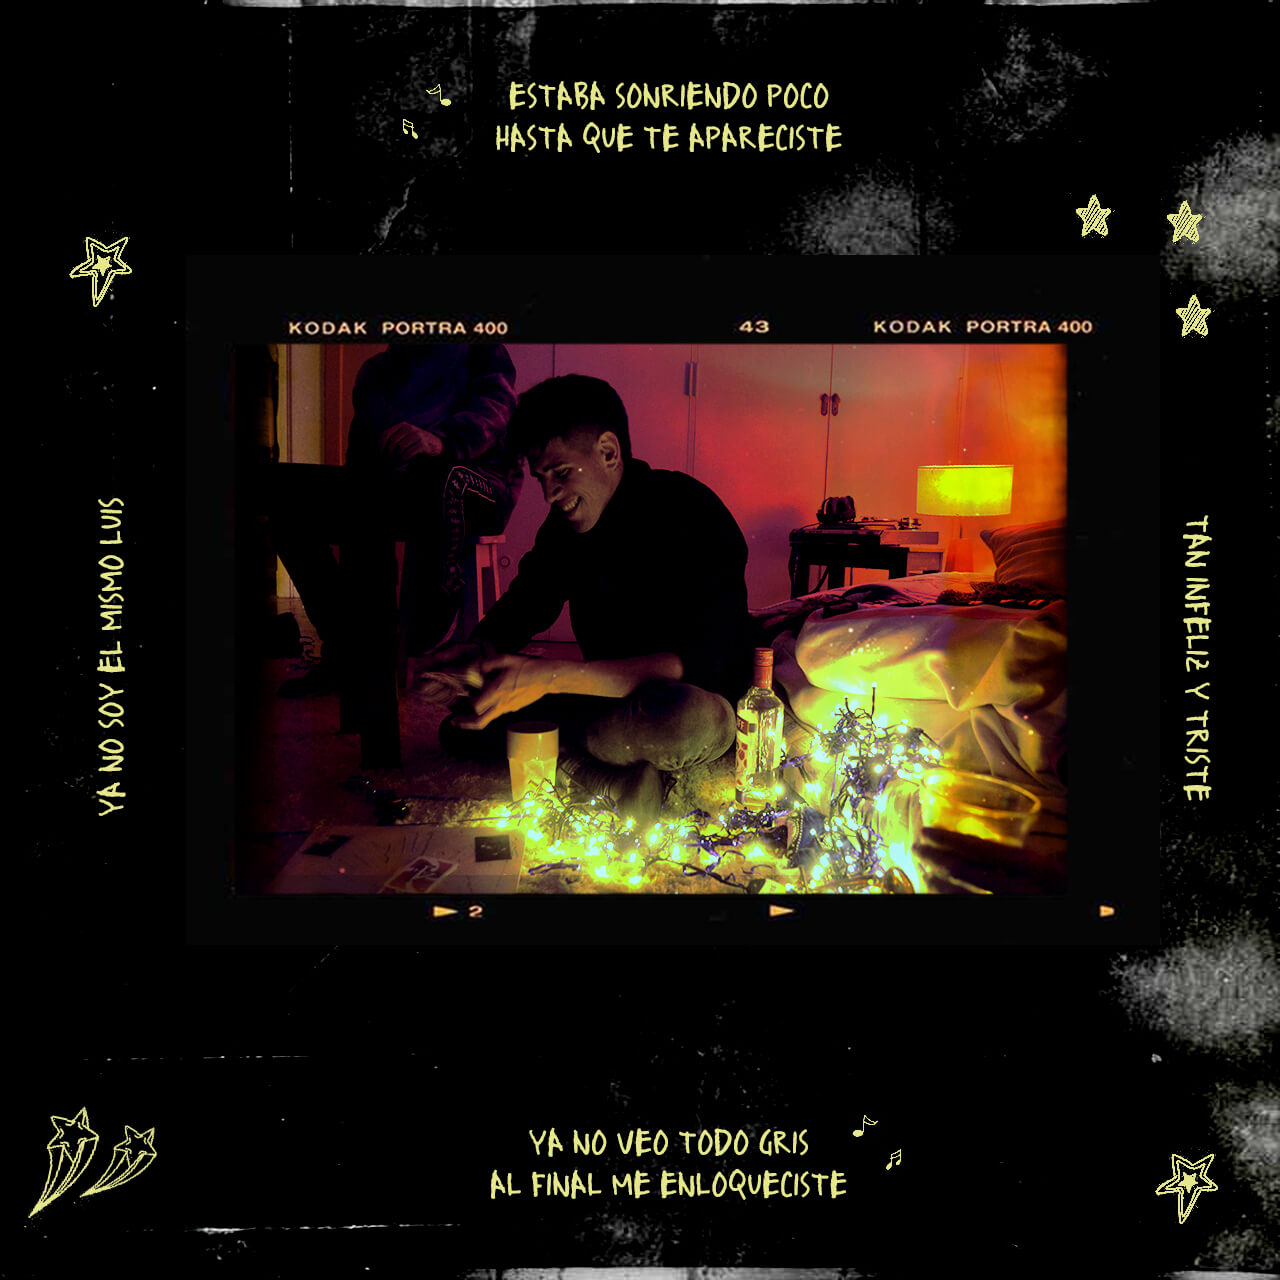 ESTABA SONRIENDO POCO
HASTA QUE TE APARECISTE
KODAK PORTRA 400
43
KODAK PORTRA 400
YA NO SOY EL MISMO LUIS
TAN INFELIZ Y TRISTE
2
YA NO VEO TODO GRIS
AL FINAL ME ENLOQUECISTE